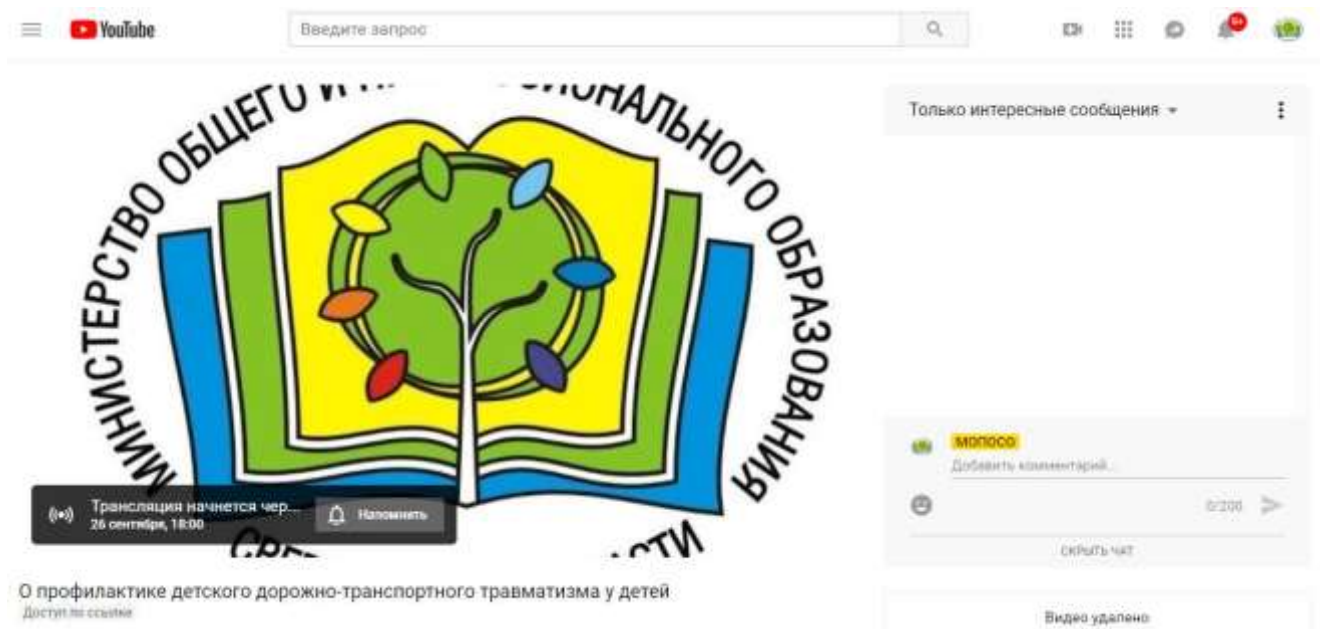 YouTube
Введите запрос
9+
МИНИСТЕРСТВО ОБЩЕГО И
ОБРАЗОВАНИЯ
Только интересные сообщения
МОПОСО
Добавить комментарий...
0/200
СКРЫТЬ ЧАТ
Трансляция начнется чер...
26 сентября, 18:00
Напомнить
О профилактике детского дорожно-транспортного травматизма у детей
Доступ по ссылке
Видео удалено